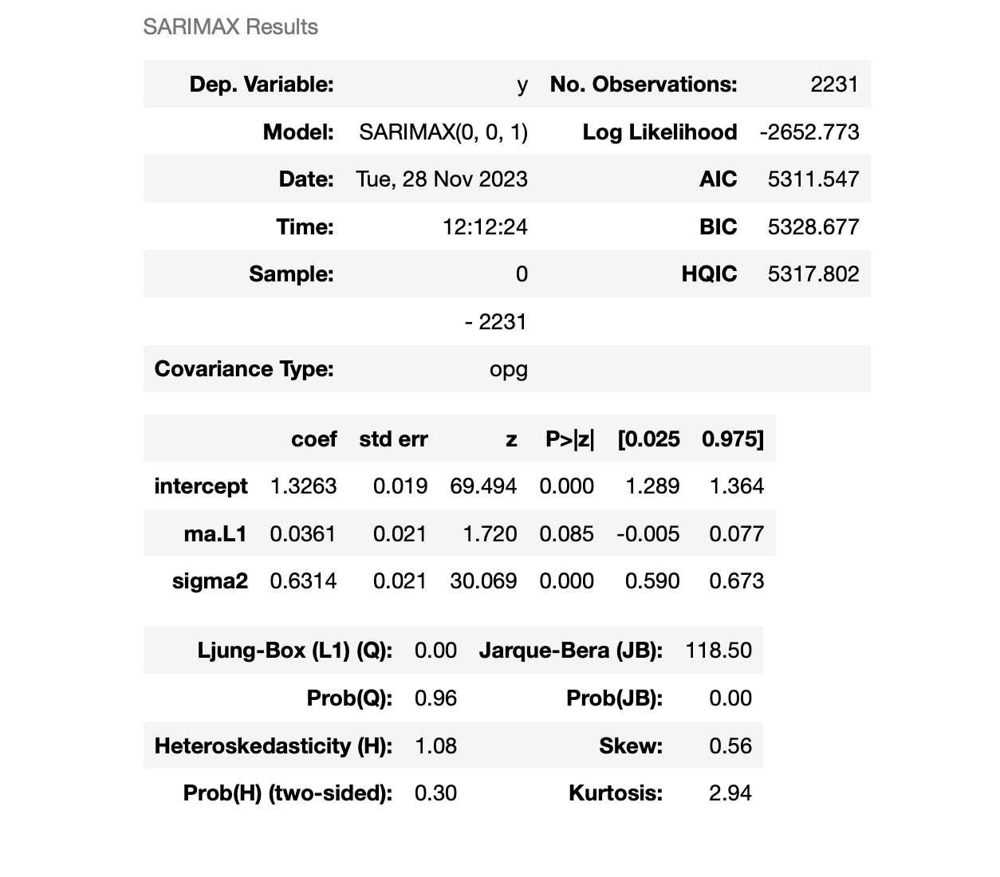 SARIMAX Results
Dep. Variable: y No. Observations: 2231
Model: SARIMAX(0, 0, 1) Log Likelihood -2652.773
Date: Tue, 28 Nov 2023 AIC 5311.547
Time: 12:12:24 BIC 5328.677
Sample: 0 HQIC 5317.802
- 2231
Covariance Type: opg
coef std err z P>|z| [0.025 0.975]
intercept 1.3263 0.019 69.494 0.000 1.289 1.364
ma.L1 0.0361 0.021 1.720 0.085 -0.005 0.077
sigma2 0.6314 0.021 30.069 0.000 0.590 0.673
Ljung-Box (L1) (Q): 0.00 Jarque-Bera (JB): 118.50
Prob(Q): 0.96 Prob(JB): 0.00
Heteroskedasticity (H): 1.08 Skew: 0.56
Prob(H) (two-sided): 0.30 Kurtosis: 2.94